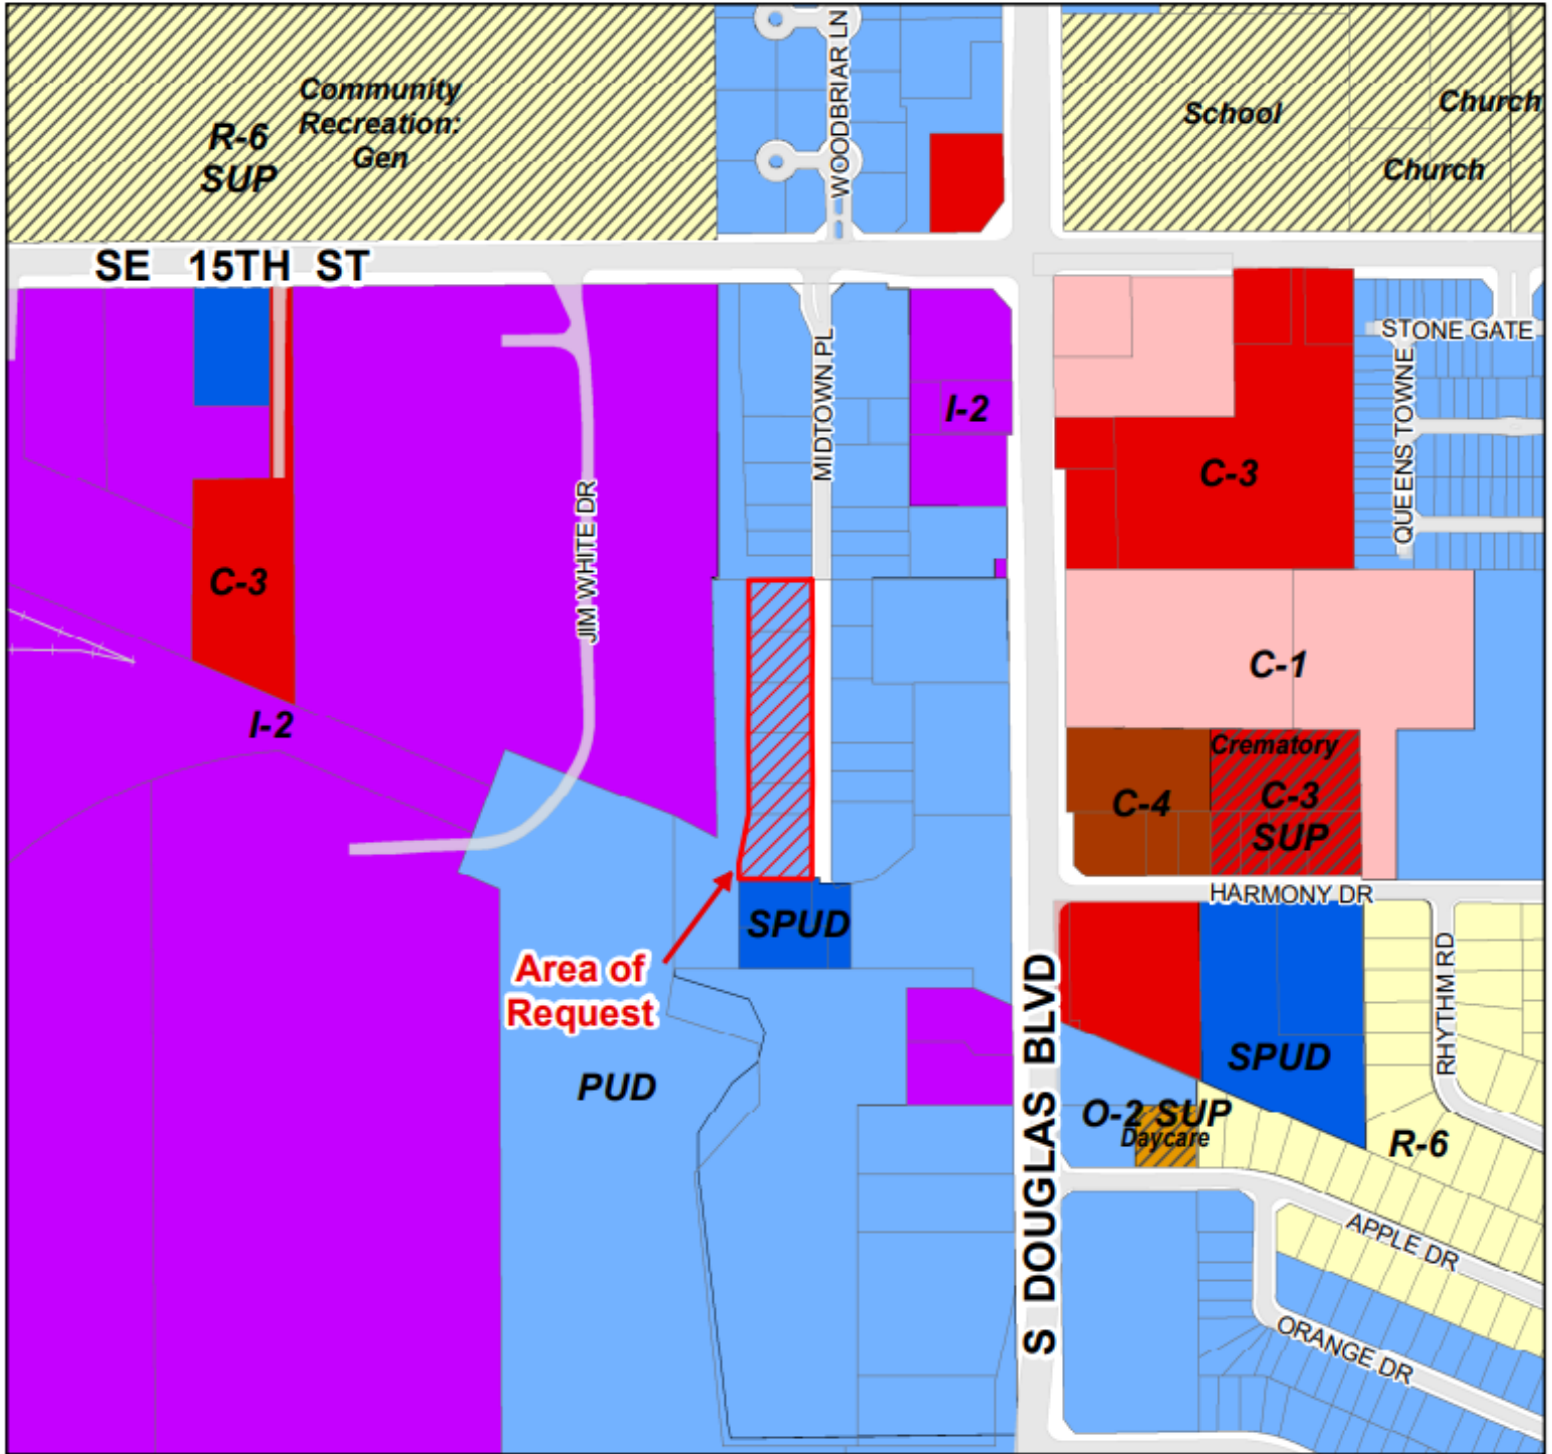 Community
Recreation:
Gen
R-6
SUP
WOODBRIAR LN
School
Church
Church
SE 15TH ST
STONE GATE
QUEENS TOWNE
MIDTOWN PL
I-2
C-3
JIM WHITE DR
C-3
I-2
C-1
Crematory
C-4
C-3
SUP
HARMONY DR
SPUD
Area of
Request
S DOUGLAS BLVD
RHYTHM RD
SPUD
PUD
O-2 SUP
Daycare
R-6
APPLE DR
ORANGE DR